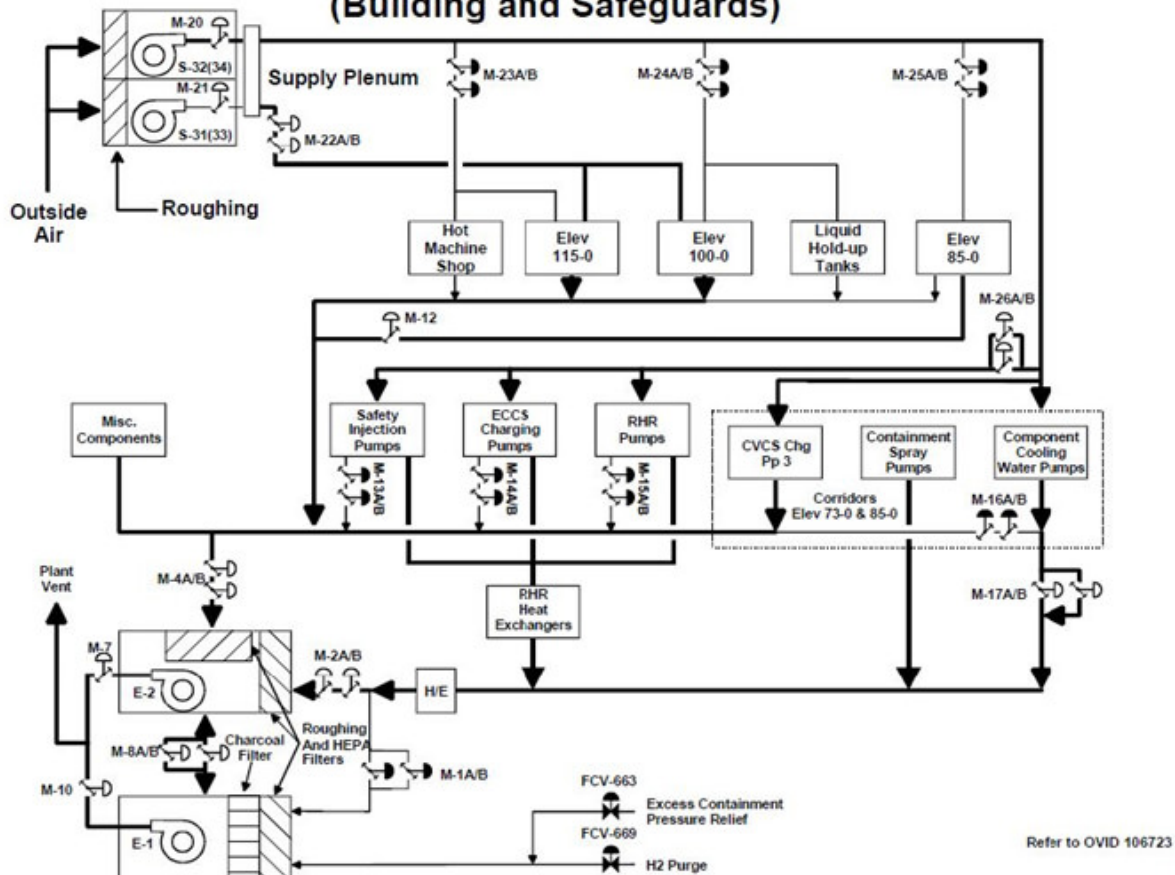 (Building and Safeguards)
M-20
S-32(34)
M-21
S-31(33)
Supply Plenum
M-22A/B
M-23A/B
M-24A/B
M-25A/B
Outside
Air
Roughing
Hot
Machine
Shop
Elev
115-0
Elev
100-0
Liquid
Hold-up
Tanks
Elev
85-0
M-12
M-26A/B
Misc.
Components
Safety
Injection
Pumps
ECCS
Charging
Pumps
RHR
Pumps
CVCS Chg
Pp 3
Containment
Spray
Pumps
Component
Cooling
Water Pumps
M-13A/B
M-14A/B
M-15A/B
Corridors
Elev 73-0 & 85-0
M-16A/B
Plant
Vent
M-4A/B
RHR
Heat
Exchangers
M-17A/B
M-7
E-2
M-2A/B
H/E
M-8A/B
Charcoal
Filter
Roughing
And HEPA
Filters
M-1A/B
M-10
E-1
FCV-663
Excess Containment
Pressure Relief
FCV-669
H2 Purge
Refer to OVID 106723